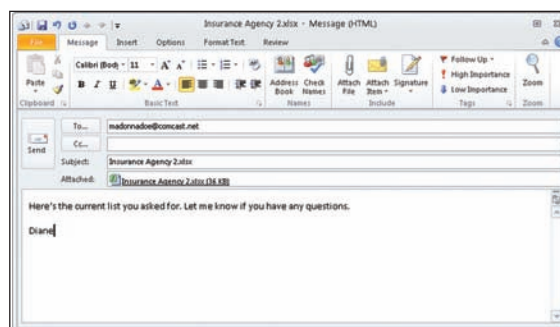 Insurance Agency 2.xlsx - Message (HTML)
File Message Insert Options Format Text Review
Paste
Calibri (Body) 11 A A
B I U A
Address Book
Check Names
Attach File
Attach Item
Signature
Follow Up
High Importance
Low Importance
Zoom
Clipboard Basic Text Names Include Tags Zoom
Send
To... madonnadoe@comcast.net
Cc...
Subject: Insurance Agency 2.xlsx
Attached: Insurance Agency 2.xlsx (36 KB)
Here's the current list you asked for. Let me know if you have any questions.
Diane